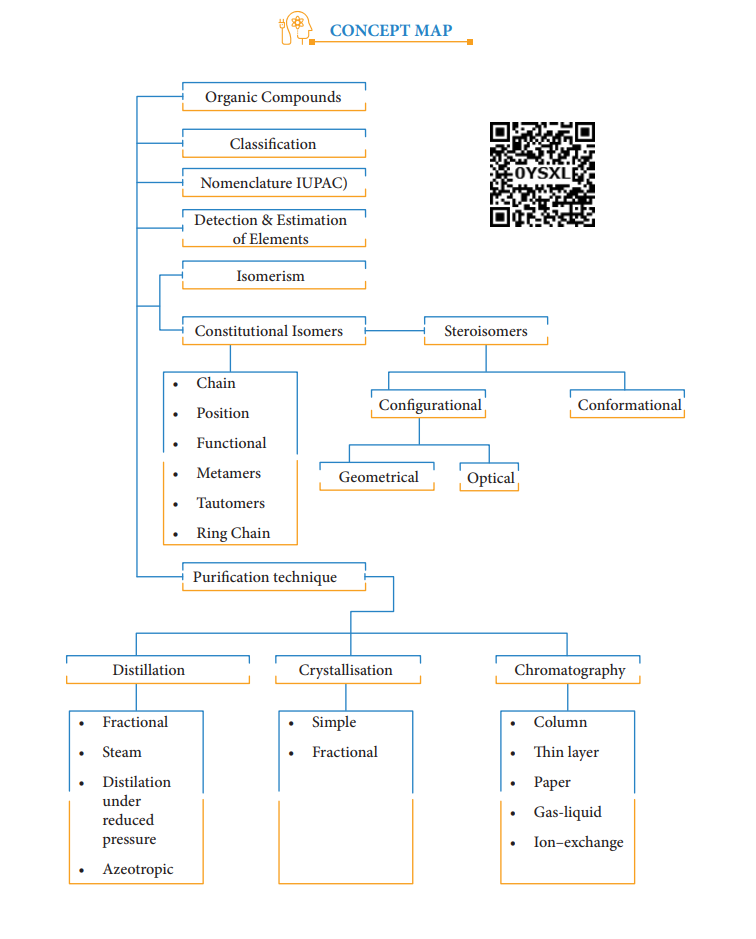 CONCEPT MAP
Organic Compounds
0YSXL
Classification
Nomenclature IUPAC)
Detection & Estimation
of Elements
Isomerism
Constitutional Isomers
Steroisomers
• Chain
• Position
• Functional
• Metamers
• Tautomers
• Ring Chain
Configurational
Conformational
Geometrical
Optical
Purification technique
Distillation
Crystallisation
Chromatography
• Fractional
• Steam
• Distilation
under
reduced
pressure
• Azeotropic
• Simple
• Fractional
• Column
• Thin layer
• Paper
• Gas-liquid
• Ion–exchange